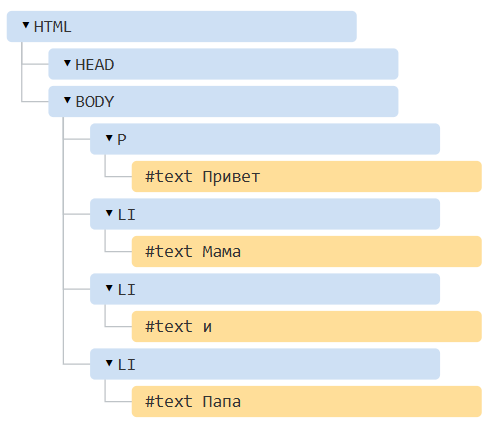 HTML
HEAD
BODY
P
#text Привет
LI
#text Мама
LI
#text и
LI
#text Папа